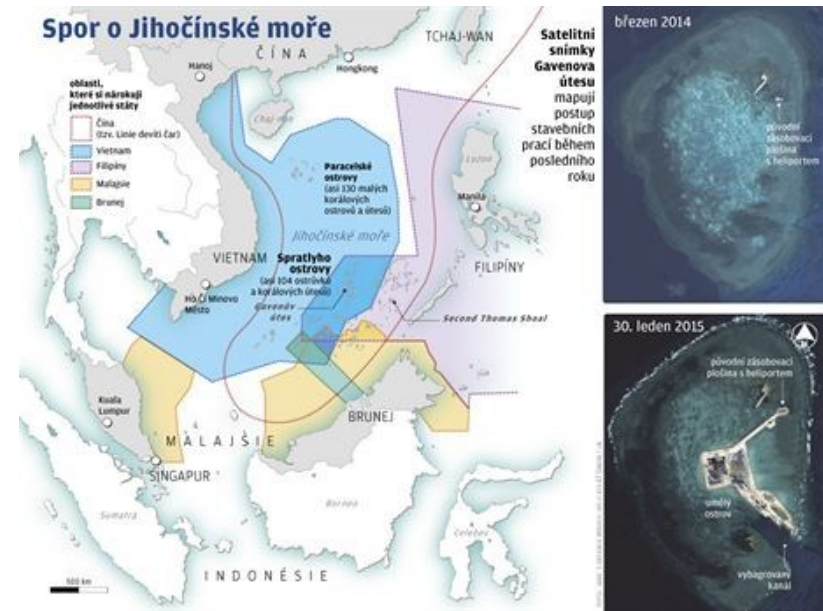 Spor o Jihočínské moře
oblasti,
které si nárokují
jednotlivé státy
Čína
(tzv. Linie devíti čar)
Vietnam
Filipíny
Malajsie
Brunej
ČÍNA
TCHAJ-WAN
Hanoj
Hongkong
Luzon
Manila
Paracelské
ostrovy
(asi 130 malých
korálových
ostrovů a útesů)
Jihočínské moře
VIETNAM
Spratlyho
ostrovy
(asi 104 ostrůvků
a korálových útesů)
Gavenův
útes
Ho Či Minovo
Město
FILIPÍNY
Second Thomas Shoal
Kuala
Lumpur
BRUNEJ
MALAJSIE
SINGAPUR
Sumatra
Borneo
Celebes
INDONÉSIE
500 km
Satelitní
snímky
Gavenova
útesu
mapují
postup
stavebních
prací během
posledního
roku
březen 2014
původní
zásobovací
plošina
s heliportem
30. leden 2015
původní zásobovací
plošina s heliportem
umělý
ostrov
vybagrovaný
kanál